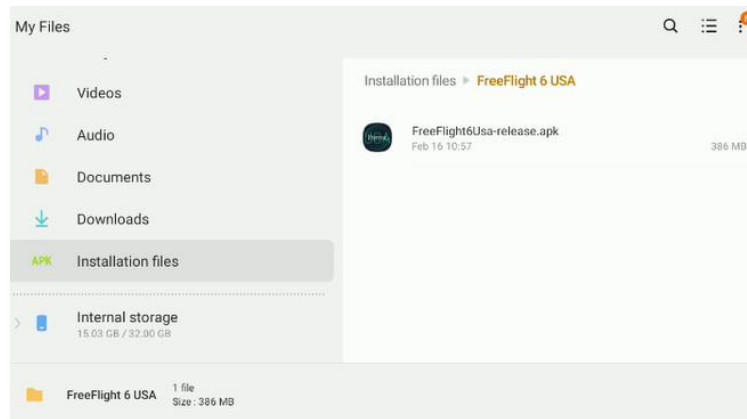 My Files
Videos
Audio
Documents
Downloads
APK Installation files
Internal storage
15.03 GB / 32.00 GB
Installation files FreeFlight 6 USA
FreeFlight6Usa-release.apk
Feb 16 10:57
386 MB
FreeFlight 6 USA
1 file
Size : 386 MB